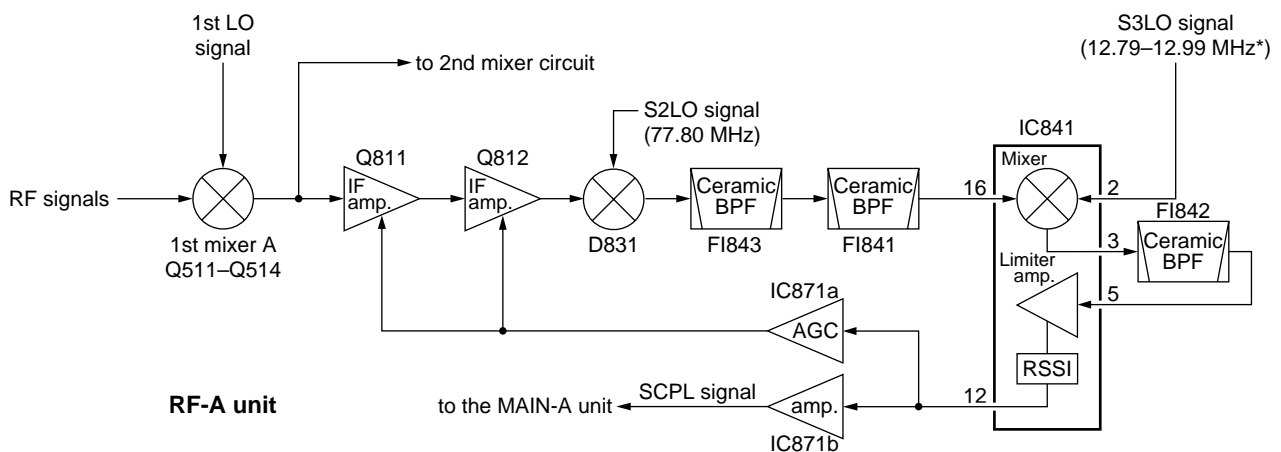 1st LO
signal
S3LO signal
(12.79–12.99 MHz*)
to 2nd mixer circuit
S2LO signal
(77.80 MHz)
IC841
Q811
Q812
Mixer
IF
amp.
IF
amp.
Ceramic
BPF
Ceramic
BPF
16
2
RF signals
FI842
1st mixer A
Q511–Q514
D831
FI843
FI841
3
Ceramic
BPF
Limiter
amp.
5
IC871a
AGC
RSSI
RF-A unit
SCPL signal
to the MAIN-A unit
amp.
12
IC871b